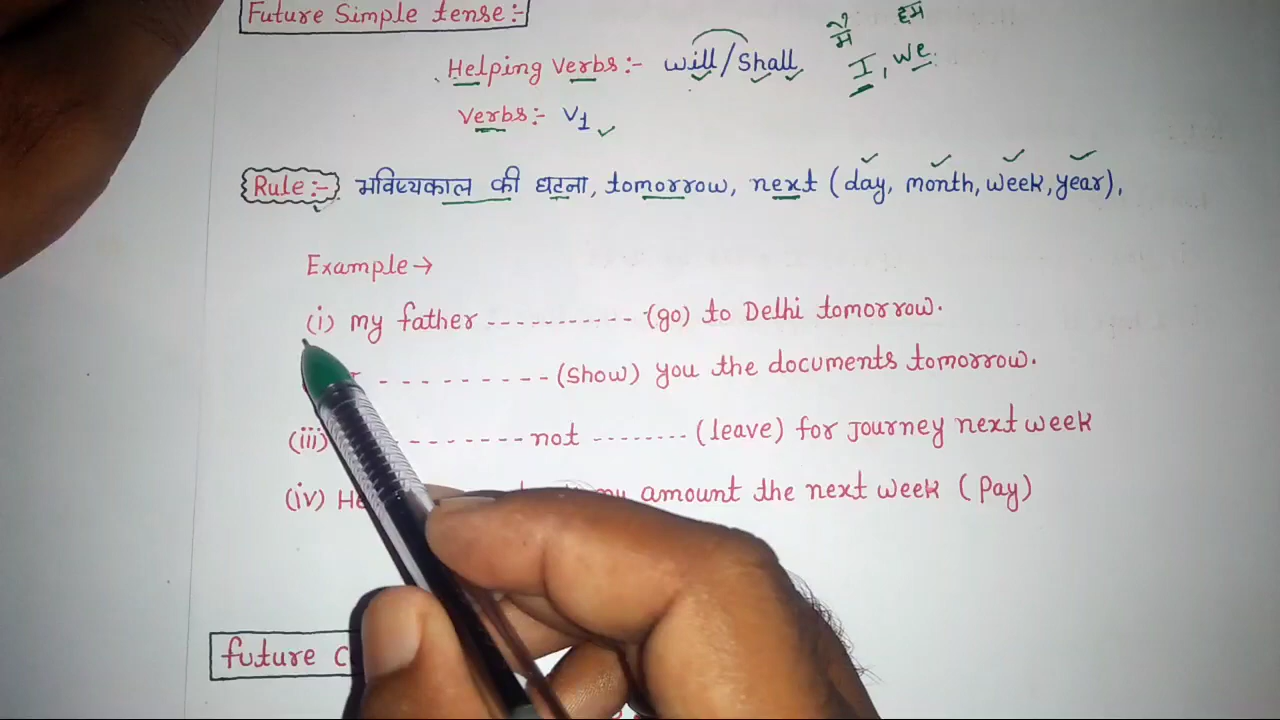 Future Simple tense:-
मैं हम
Helping Verbs:- will/Shall I, we.
Verbs:- V1
Rule:- भविष्यकाल की घटना, tomorrow, next (day, month, week, year),
Example→
(i) my father ----------- (go) to Delhi tomorrow.
---------- (Show) you the documents tomorrow.
(iii) -------- not -------- (leave) for Journey next week
(iv) He my amount the next week (Pay)
future